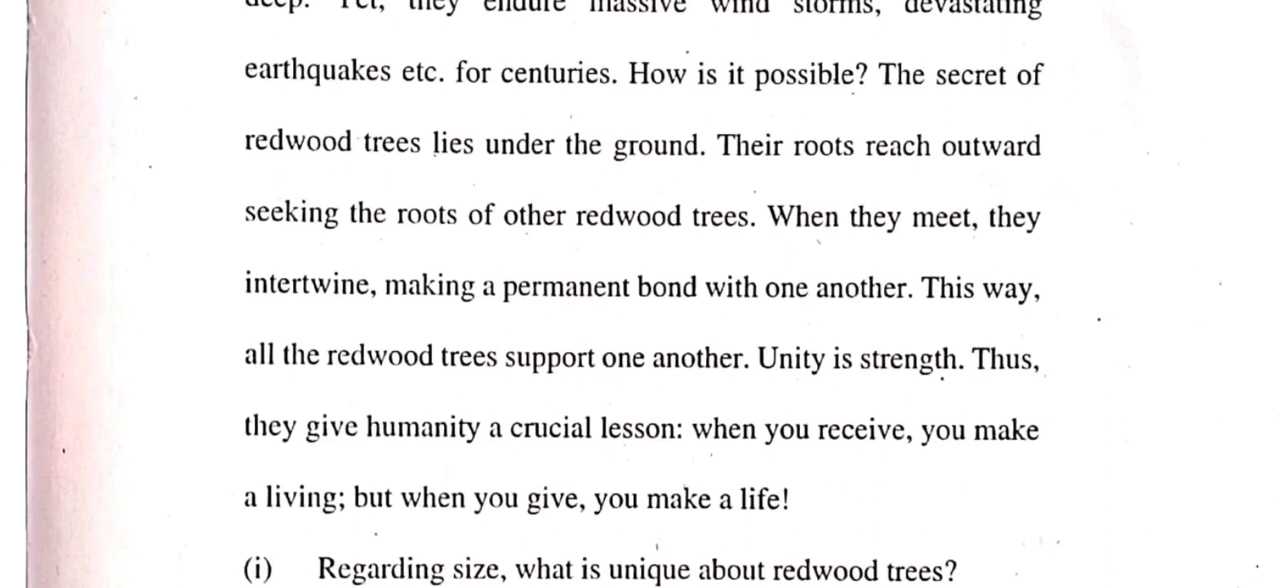 deep. Yet, they endure massive wind storms, devastating
earthquakes etc. for centuries. How is it possible? The secret of
redwood trees lies under the ground. Their roots reach outward
seeking the roots of other redwood trees. When they meet, they
intertwine, making a permanent bond with one another. This way,
all the redwood trees support one another. Unity is strength. Thus,
they give humanity a crucial lesson: when you receive, you make
a living; but when you give, you make a life!
(i) Regarding size, what is unique about redwood trees?